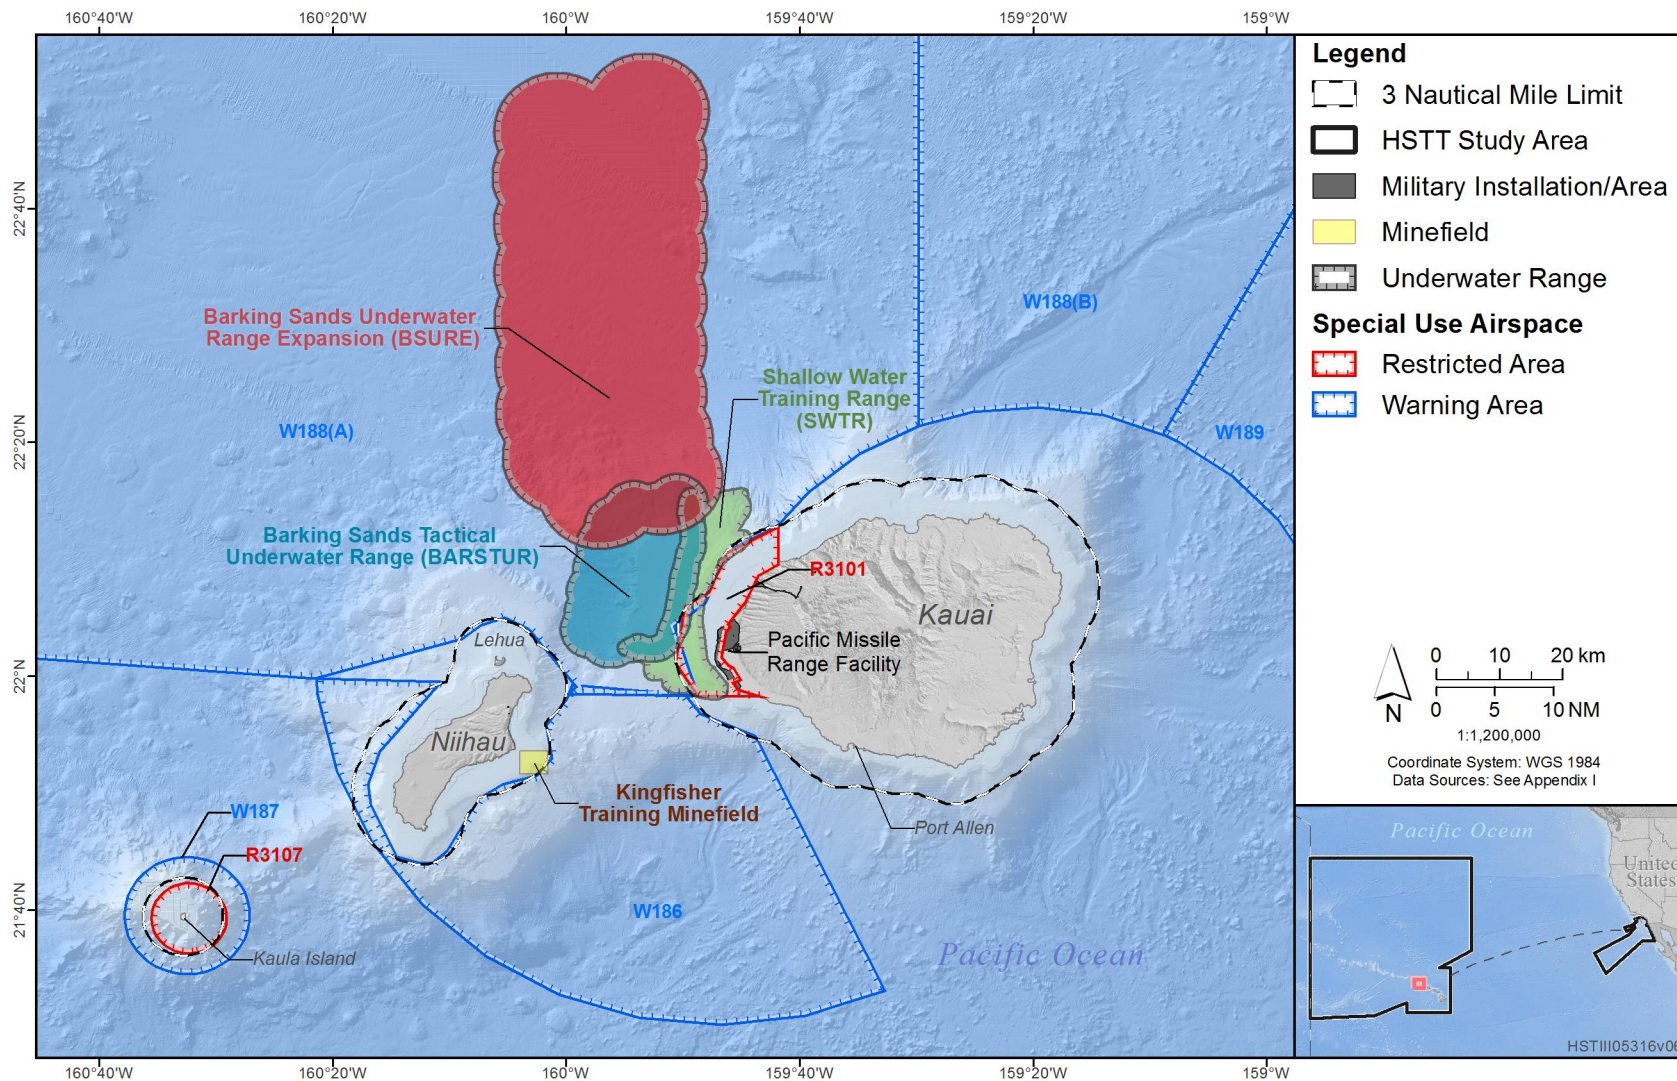 160°40'W 160°20'W 160°W 159°40'W 159°20'W 159°W
22°40'N
22°20'N
22°N
21°40'N
Barking Sands Underwater
Range Expansion (BSURE)
Shallow Water
Training Range
(SWTR)
W188(B)
W188(A)
W189
Barking Sands Tactical
Underwater Range (BARSTUR)
R3101
Kauai
Pacific Missile
Range Facility
Lehua
Niihau
Kingfisher
Training Minefield
Port Allen
W187
R3107
W186
Kaula Island
Pacific Ocean
160°40'W 160°20'W 160°W 159°40'W 159°20'W 159°W
Legend
3 Nautical Mile Limit
HSTT Study Area
Military Installation/Area
Minefield
Underwater Range
Special Use Airspace
Restricted Area
Warning Area
N
0 10 20 km
0 5 10 NM
1:1,200,000
Coordinate System: WGS 1984
Data Sources: See Appendix I
Pacific Ocean
United
States
HSTIII05316v06